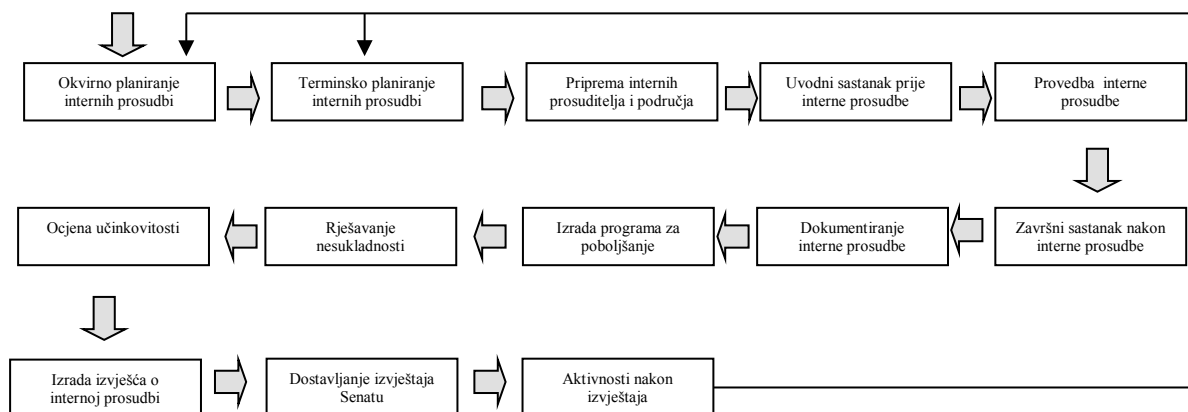 Okvirno planiranje
internih prosudbi
Terminsko planiranje
internih prosudbi
Priprema internih
prosuditelja i područja
Uvodni sastanak prije
interne prosudbe
Provedba interne
prosudbe
Završni sastanak nakon
interne prosudbe
Dokumentiranje
interne prosudbe
Izrada programa za
poboljšanje
Rješavanje
nesukladnosti
Ocjena učinkovitosti
Izrada izvješća o
internoj prosudbi
Dostavljanje izvještaja
Senatu
Aktivnosti nakon
izvještaja